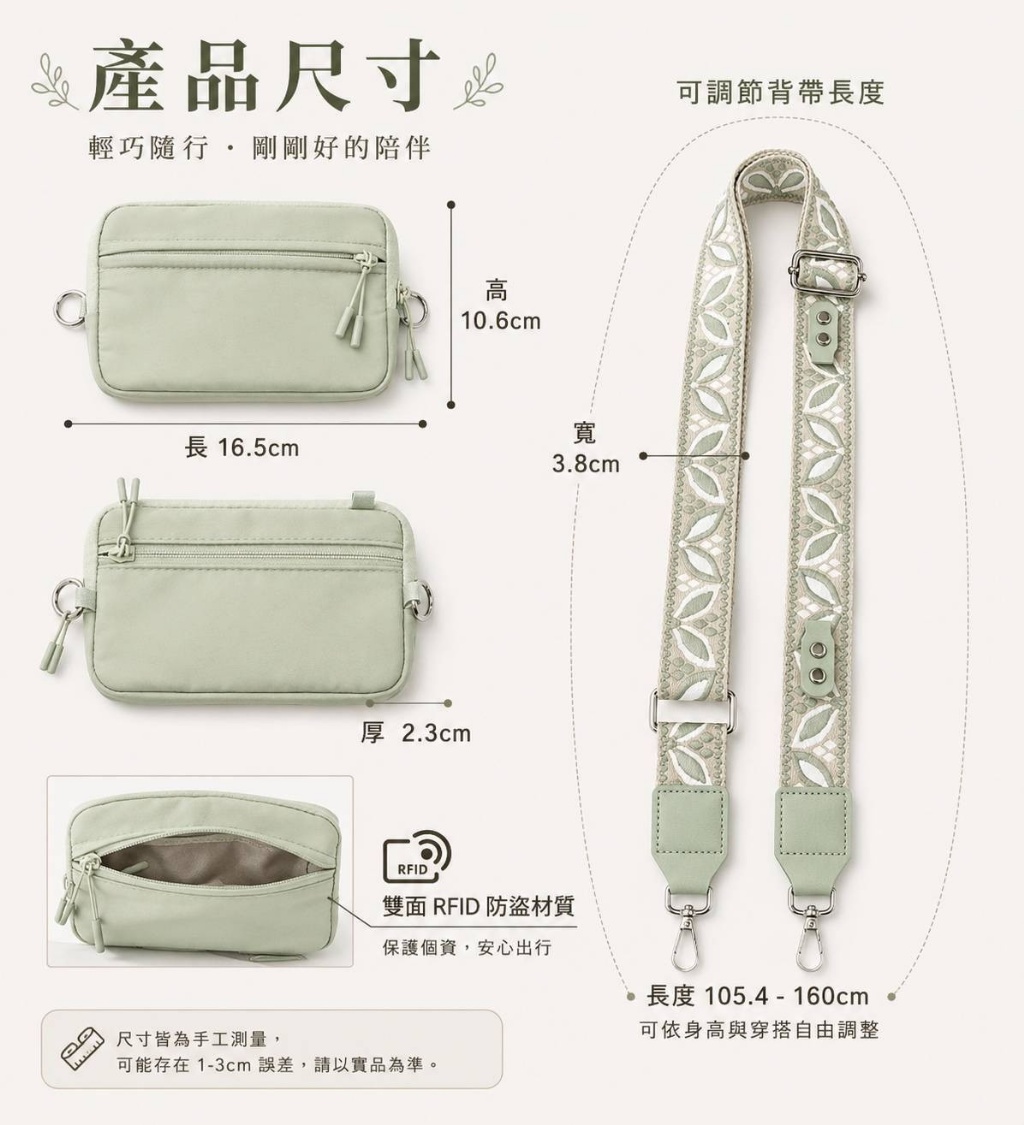 產品尺寸
輕巧隨行・剛剛好的陪伴
高
10.6cm
長 16.5cm
厚 2.3cm
RFID
雙面 RFID 防盜材質
保護個資，安心出行
尺寸皆為手工測量，
可能存在 1-3cm 誤差，請以實品為準。
可調節背帶長度
寬
3.8cm
長度 105.4 - 160cm
可依身高與穿搭自由調整